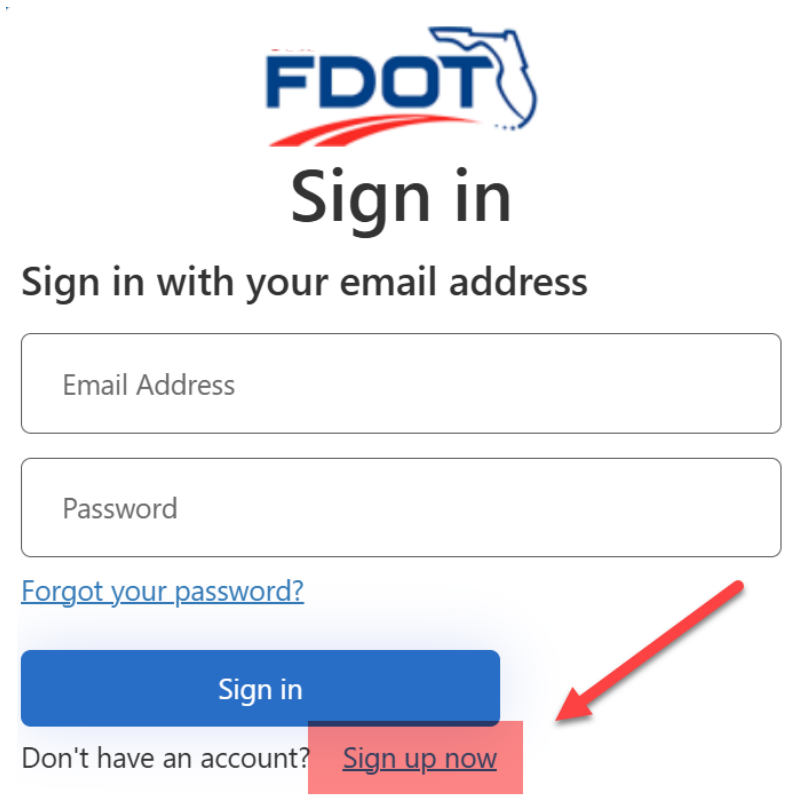 FDOT
Sign in
Sign in with your email address
Email Address
Password
Forgot your password?
Sign in
Don't have an account? Sign up now